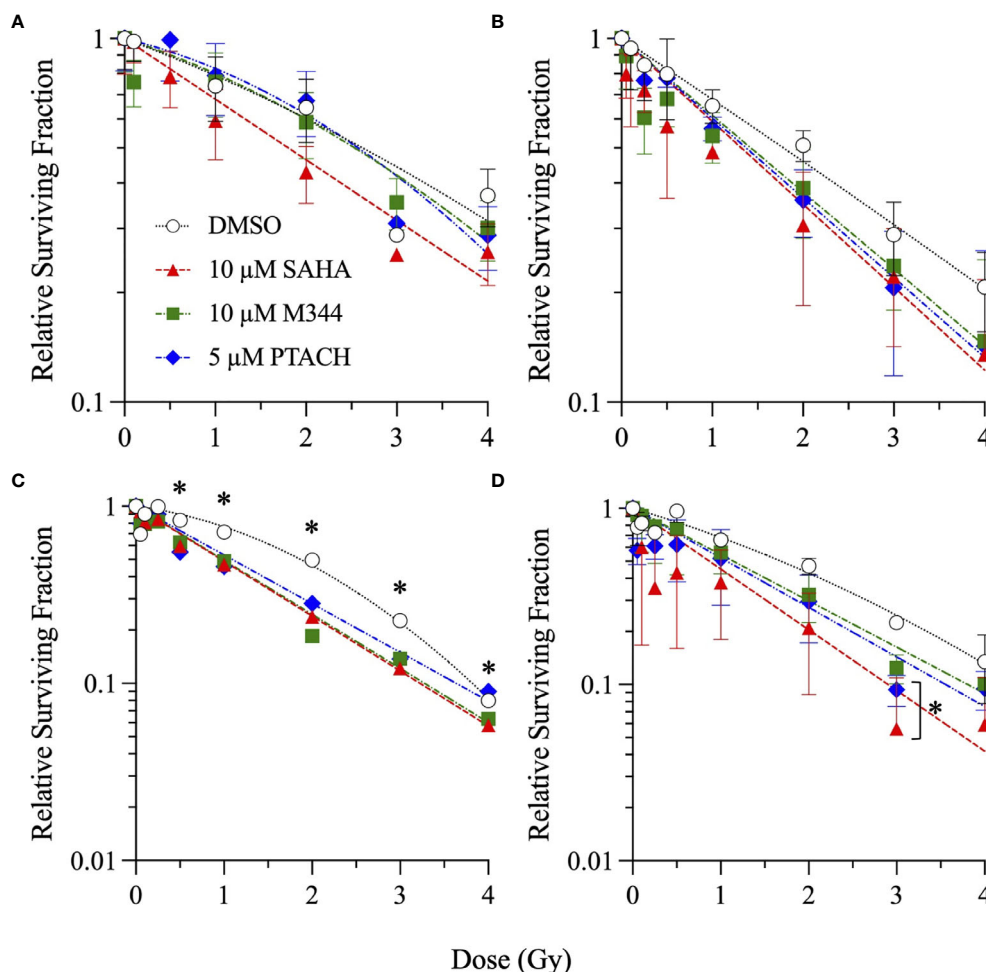 A
B
Relative Surviving Fraction
1
0.1
0 1 2 3 4
DMSO
10 μM SAHA
10 μM M344
5 μM PTACH
Relative Surviving Fraction
1
0.1
0 1 2 3 4
C
D
Relative Surviving Fraction
1
0.1
0.01
0 1 2 3 4
* * * * *
Relative Surviving Fraction
1
0.1
0.01
0 1 2 3 4
*
Dose (Gy)